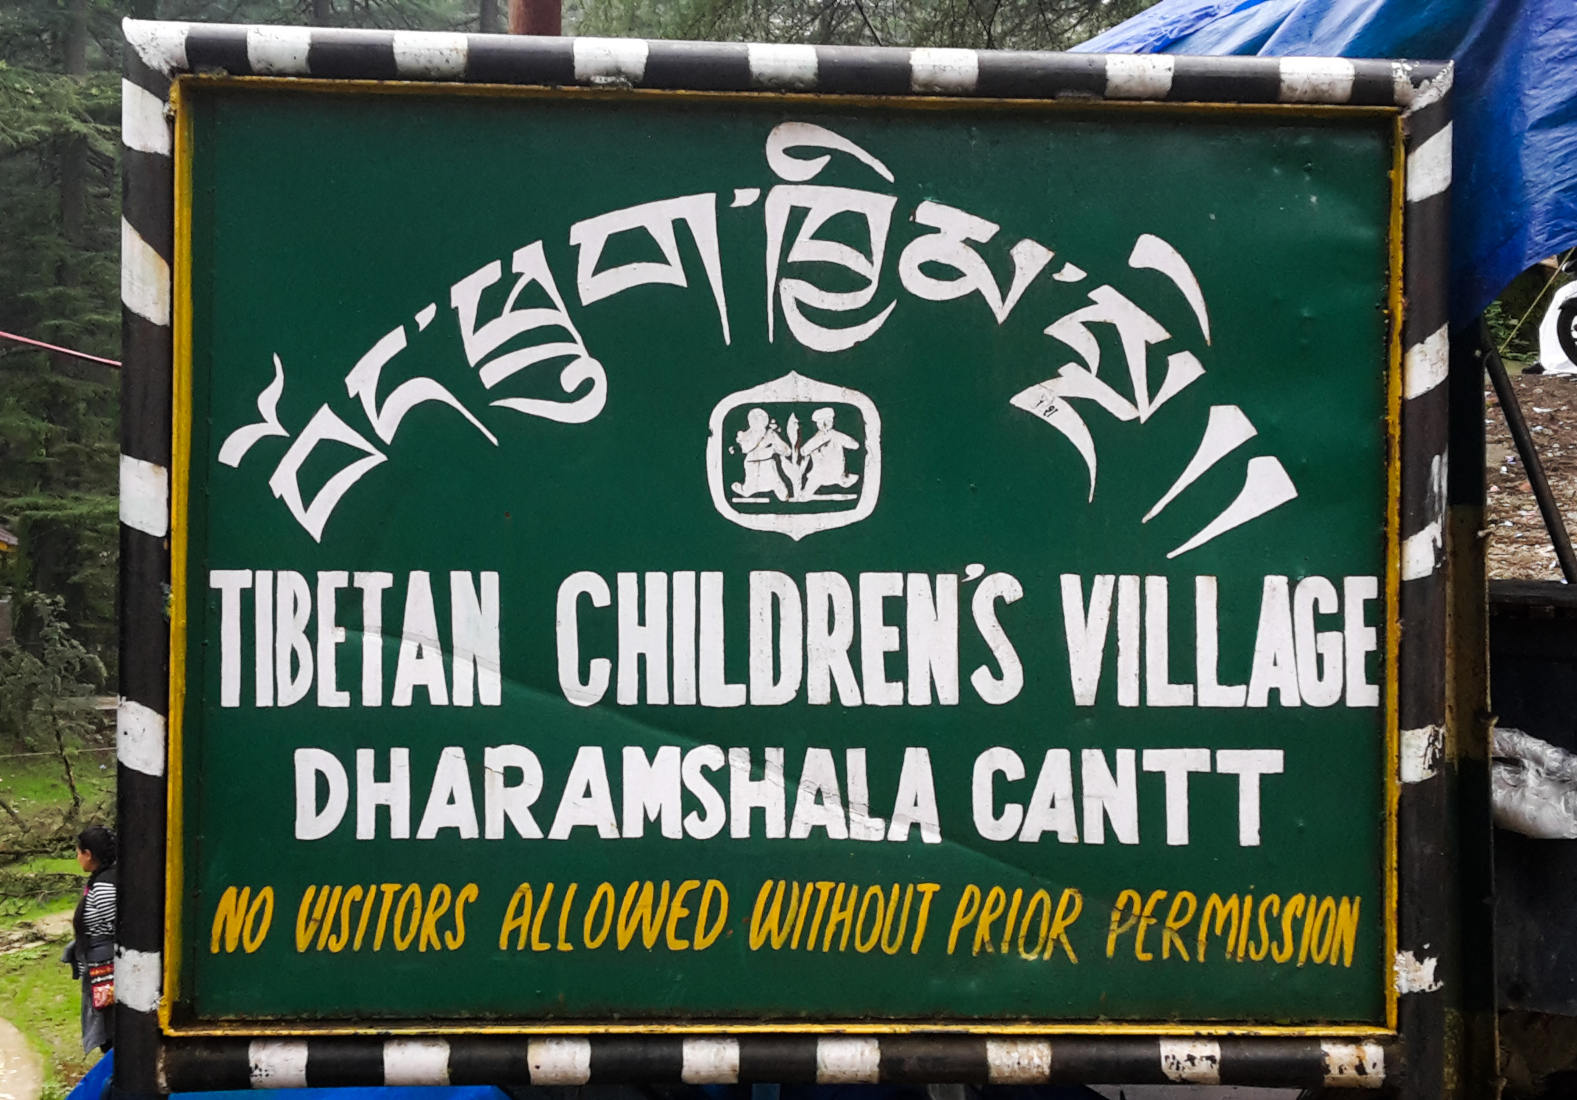 བོད་ཕྲུག་ཁྱིམ་སྡེ།།
TIBETAN CHILDREN'S VILLAGE
DHARAMSHALA CANTT
NO VISITORS ALLOWED WITHOUT PRIOR PERMISSION